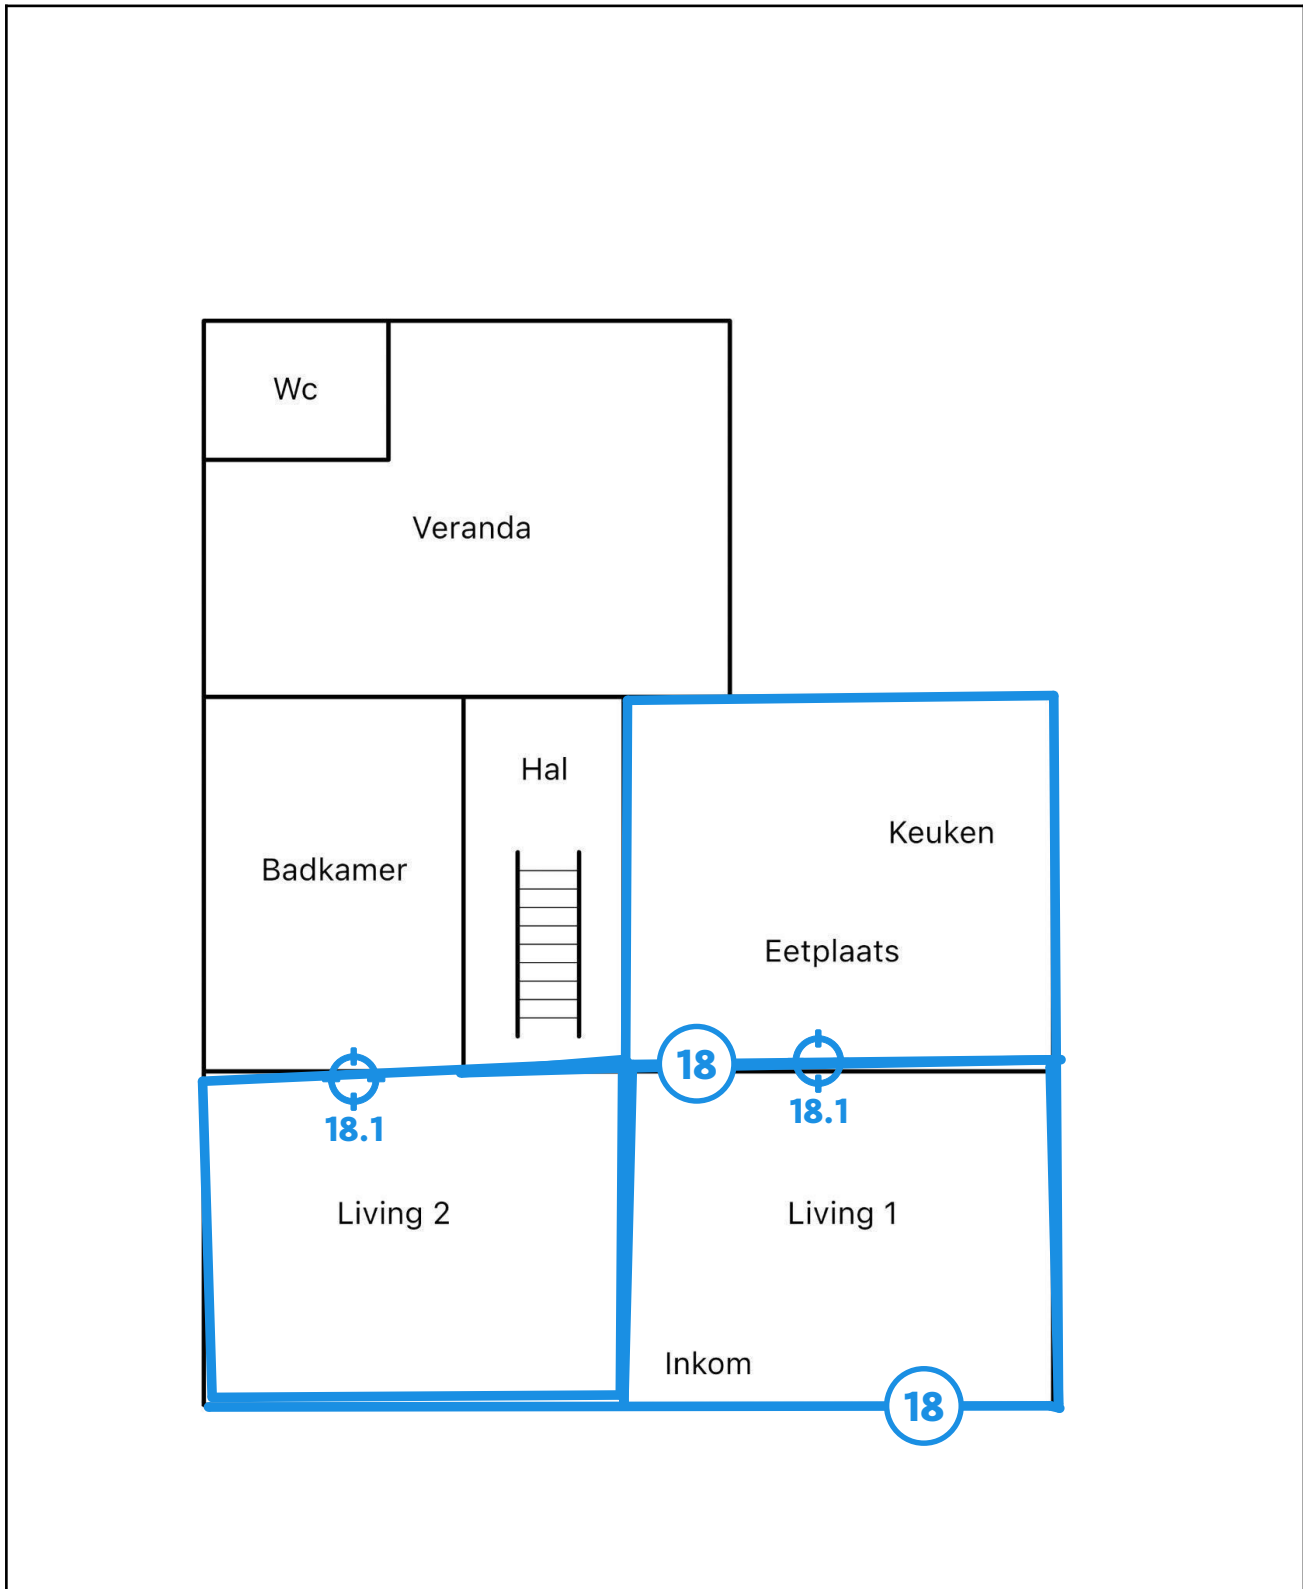 Wc
Veranda
Hal
Keuken
Badkamer
Eetplaats
18
18.1
18.1
Living 2
Living 1
Inkom
18